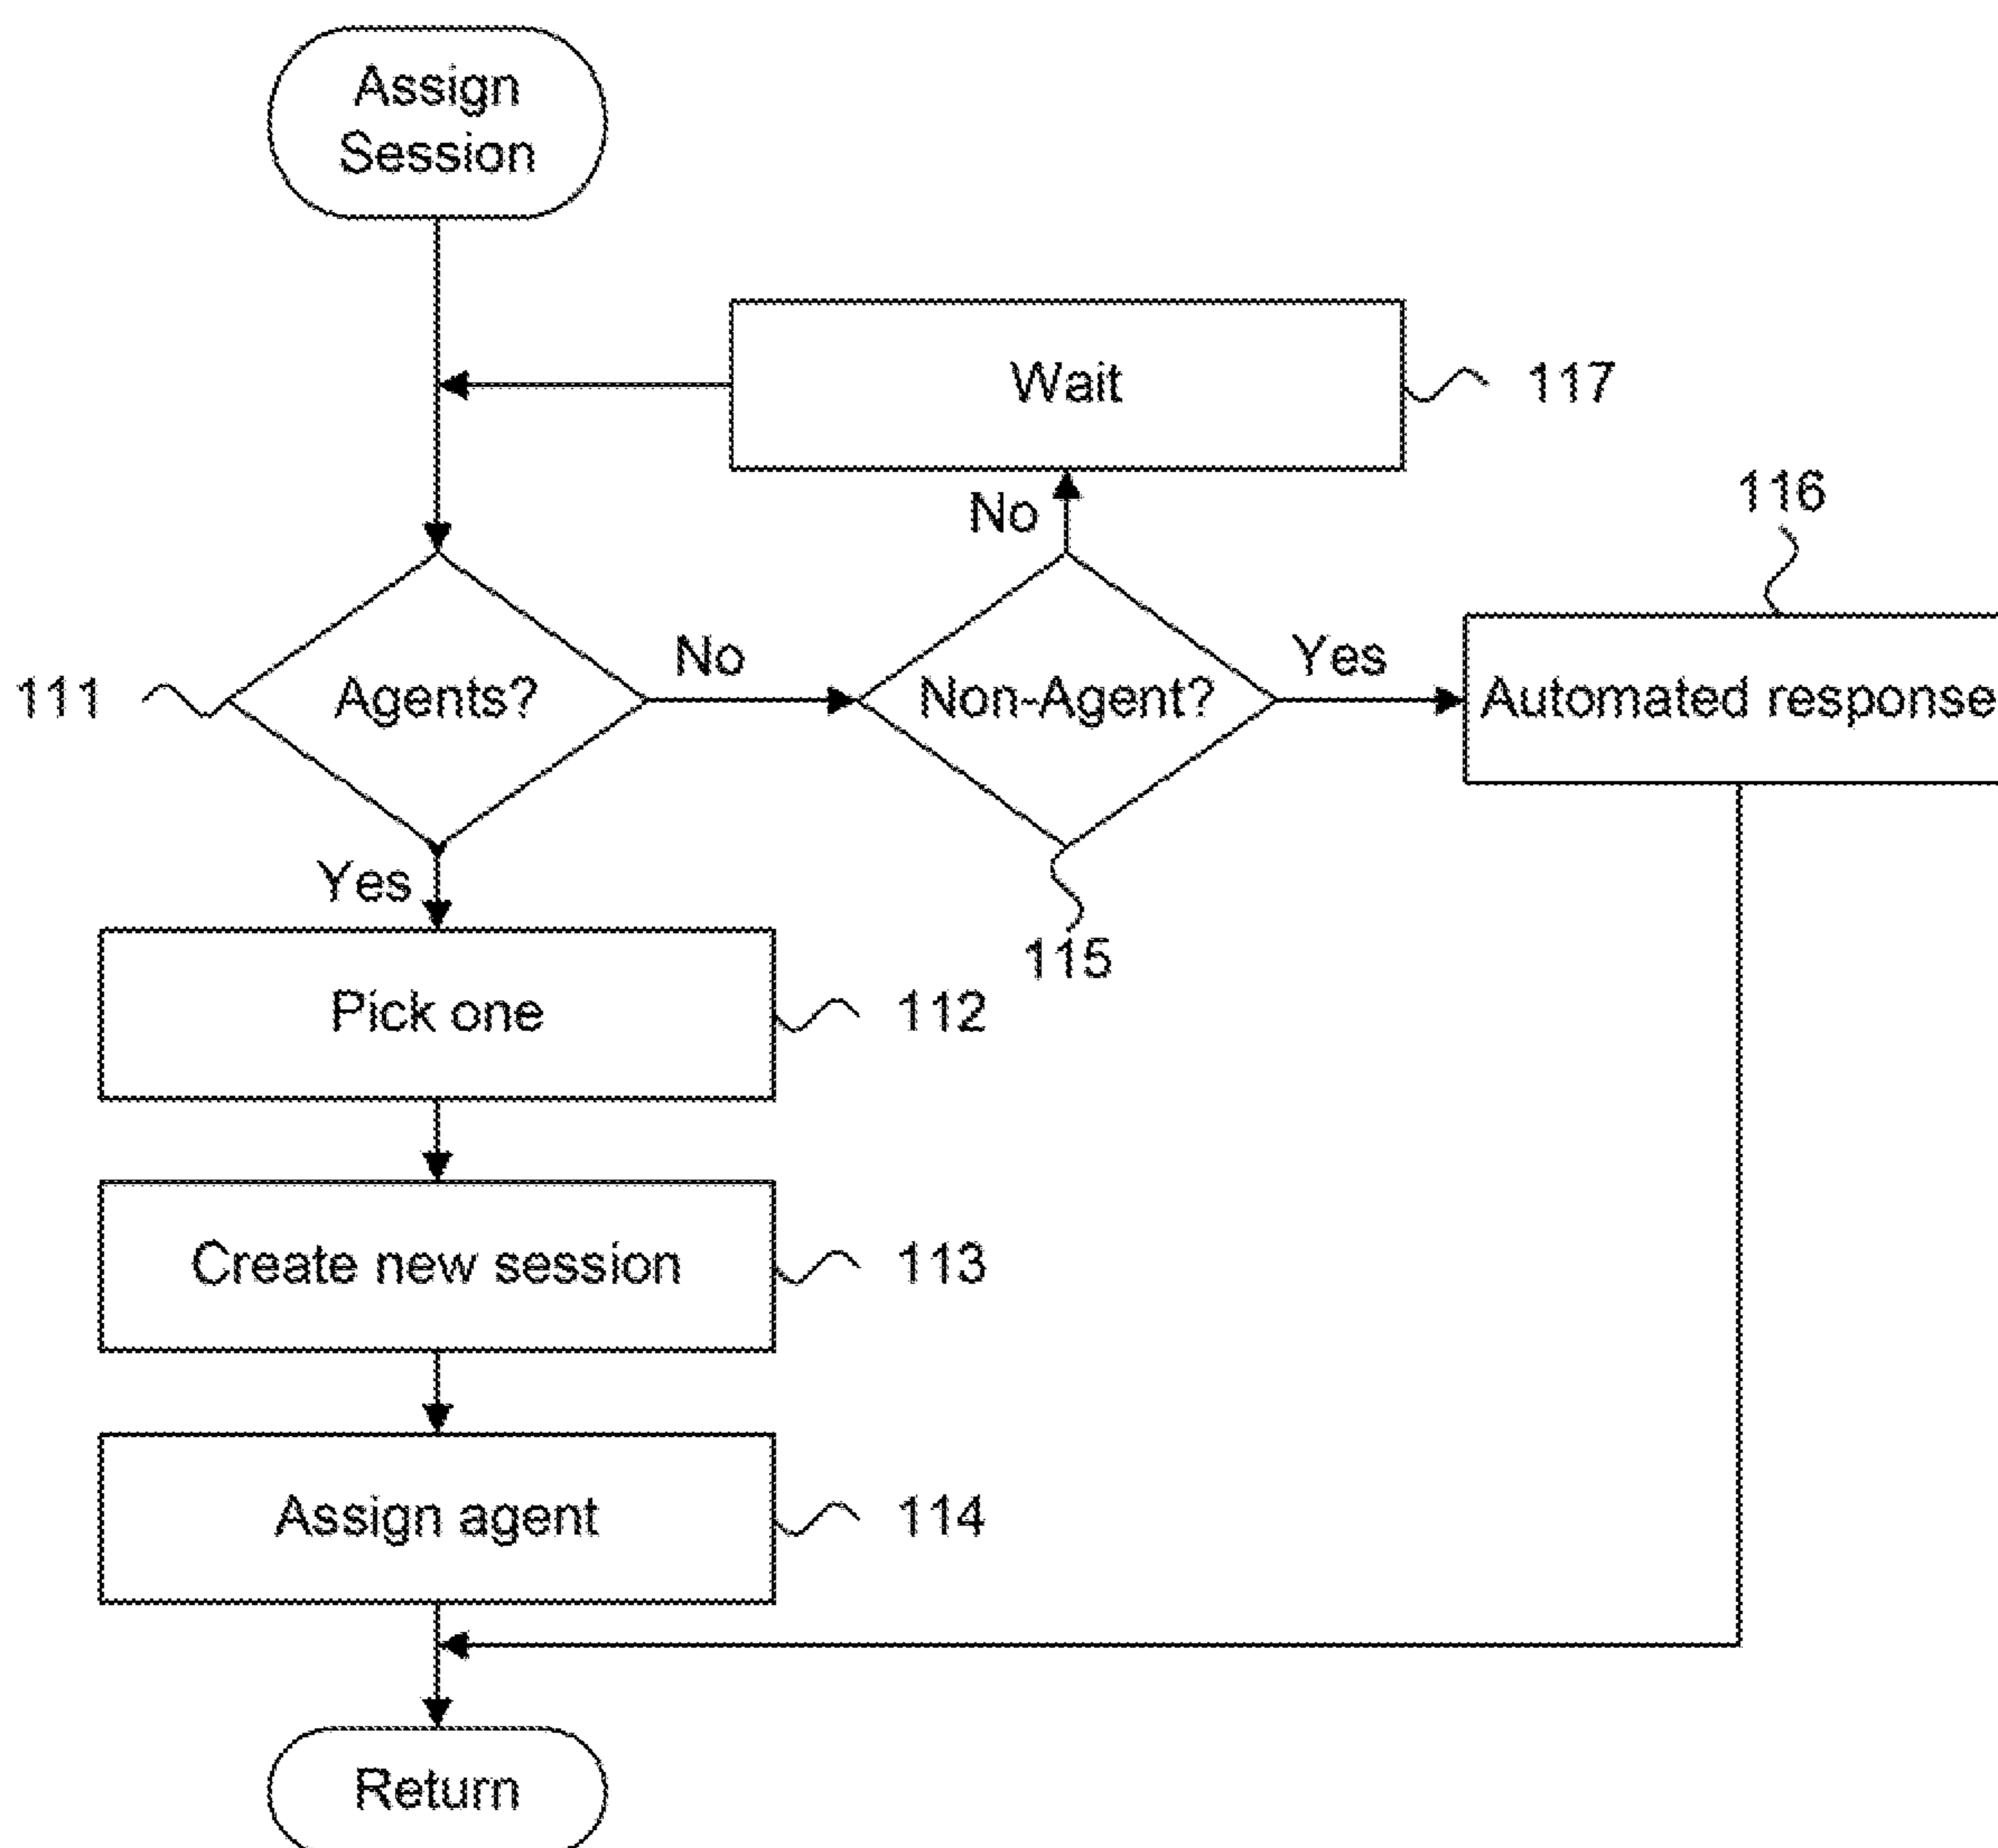 Assign
Session
Wait
117
No
116
111
Agents?
No
Non-Agent?
Yes
Automated response
Yes
115
Pick one
112
Create new session
113
Assign agent
114
Return